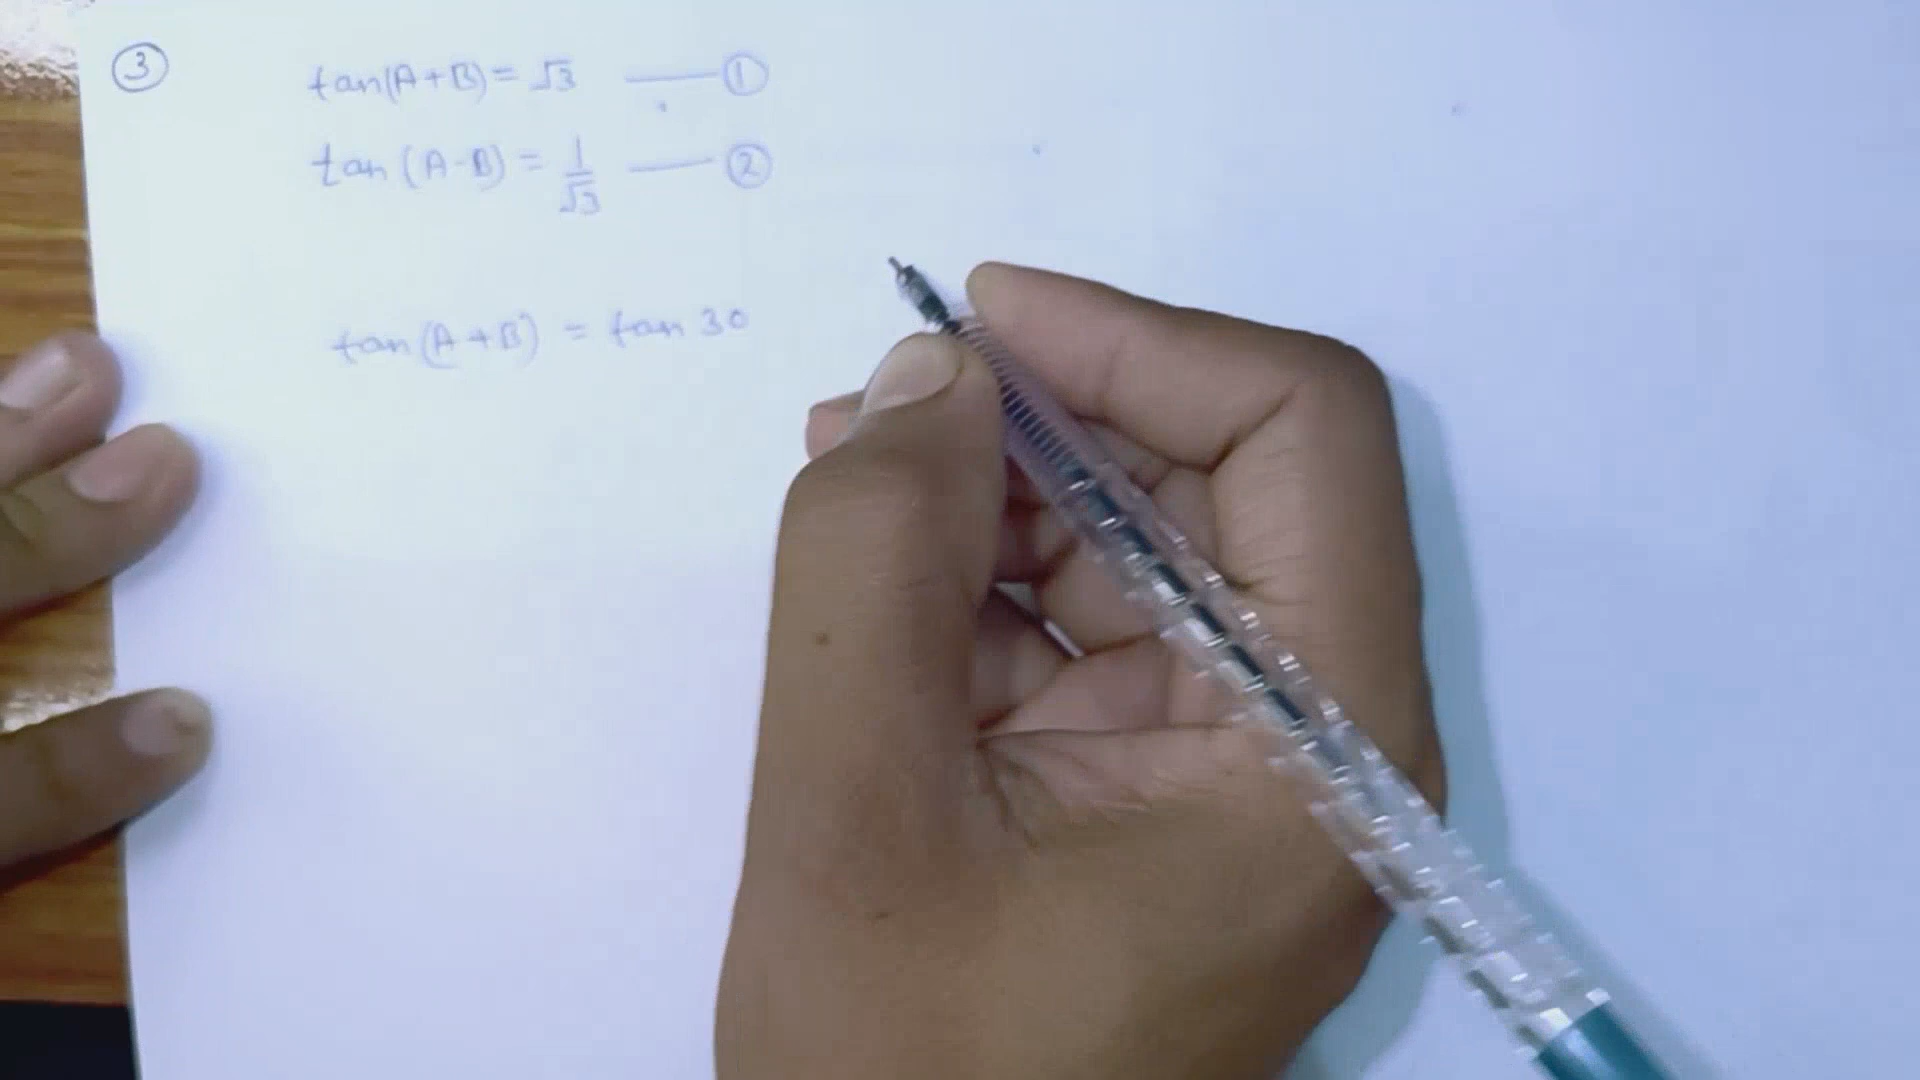 ③ tan(A+B) = √3 —— ①
tan (A-B) = 1/√3 —— ②
tan(A+B) = tan 30